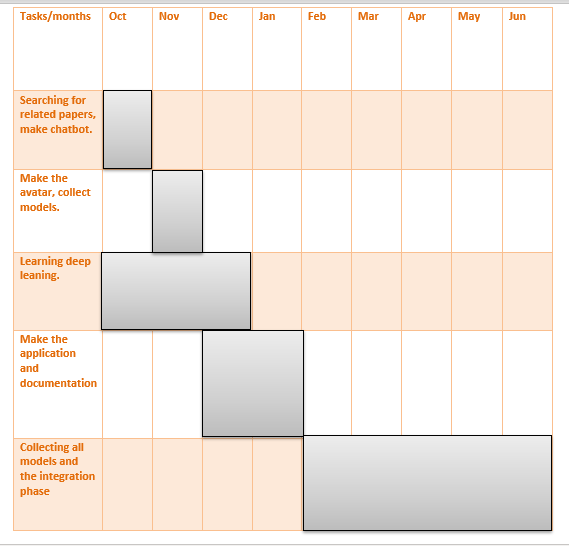 Tasks/months Oct Nov Dec Jan Feb Mar Apr May Jun
Searching for
related papers,
make chatbot.
Make the
avatar, collect
models.
Learning deep
leaning.
Make the
application
and
documentation
Collecting all
models and
the integration
phase